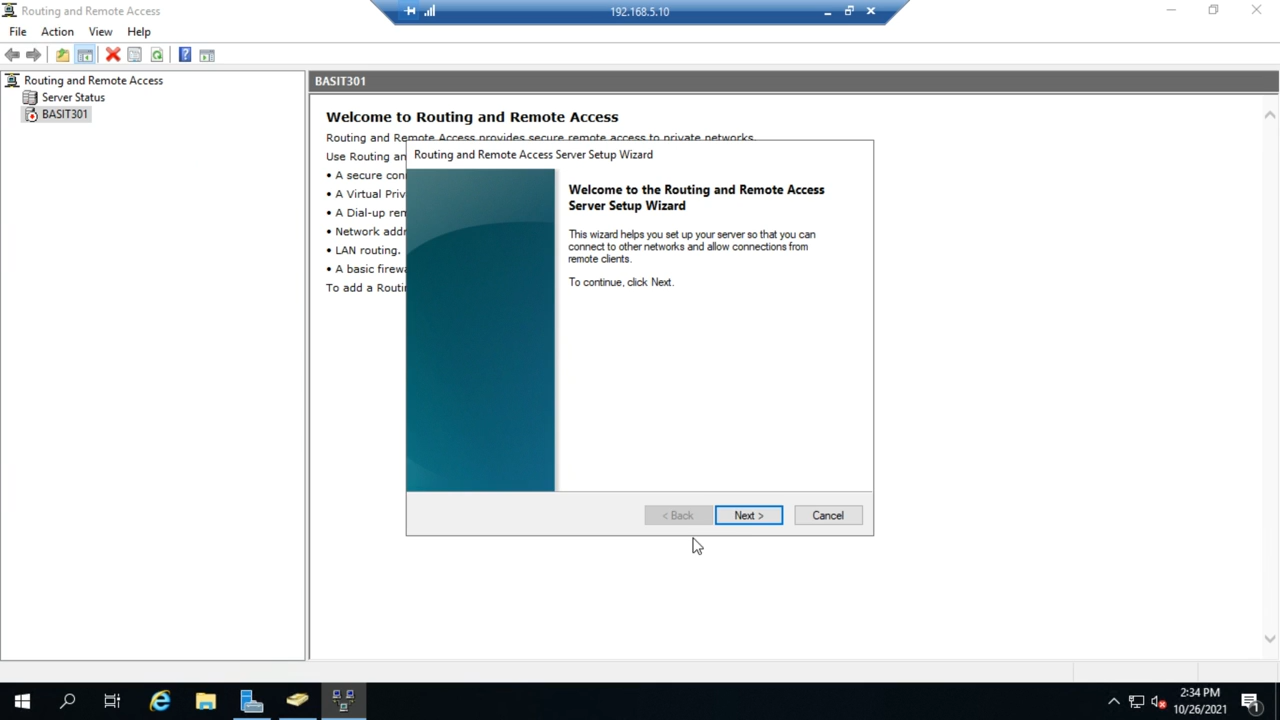 Routing and Remote Access
192.168.5.10
File Action View Help
Routing and Remote Access
Server Status
BASIT301
BASIT301
Welcome to Routing and Remote Access
Routing and Remote Access provides secure remote access to private networks.
Use Routing an
• A secure con
• A Virtual Priv
• A Dial-up rem
• Network addr
• LAN routing.
• A basic firewa
To add a Routi
Routing and Remote Access Server Setup Wizard
Welcome to the Routing and Remote Access
Server Setup Wizard
This wizard helps you set up your server so that you can
connect to other networks and allow connections from
remote clients.
To continue, click Next.
< Back
Next >
Cancel
2:34 PM
10/26/2021
1